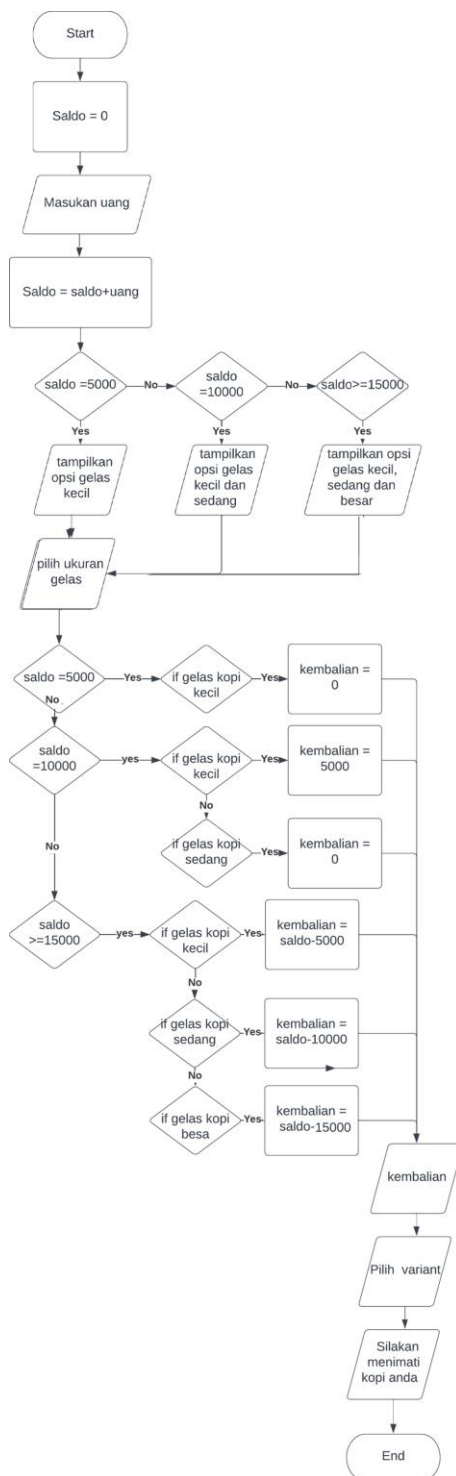 Start
Saldo = 0
Masukan uang
Saldo = saldo+uang
saldo =5000
No
saldo
=10000
No
saldo>=15000
Yes
Yes
Yes
tampilkan
opsi gelas
kecil
tampilkan
opsi gelas
kecil dan
sedang
tampilkan opsi
gelas kecil,
sedang dan
besar
pilih ukuran
gelas
saldo =5000
Yes
if gelas kopi
kecil
Yes
kembalian =
0
No
saldo
=10000
yes
if gelas kopi
kecil
Yes
kembalian =
5000
No
if gelas kopi
sedang
Yes
kembalian =
0
No
saldo
>=15000
yes
if gelas kopi
kecil
Yes
kembalian =
saldo-5000
No
if gelas kopi
sedang
Yes
kembalian =
saldo-10000
No
if gelas kopi
besa
Yes
kembalian =
saldo-15000
kembalian
Pilih variant
Silakan
menimati
kopi anda
End